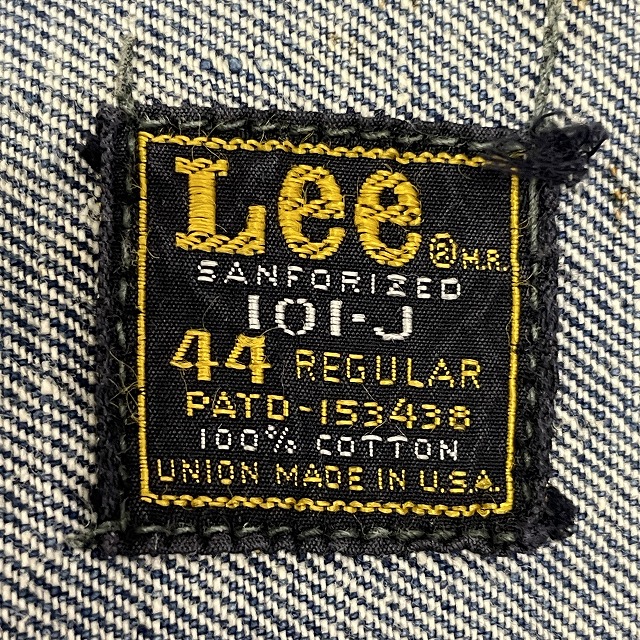 Lee ® M.R.
SANFORIZED
101-J
44 REGULAR
PATD-153438
100% COTTON
UNION MADE IN U.S.A.